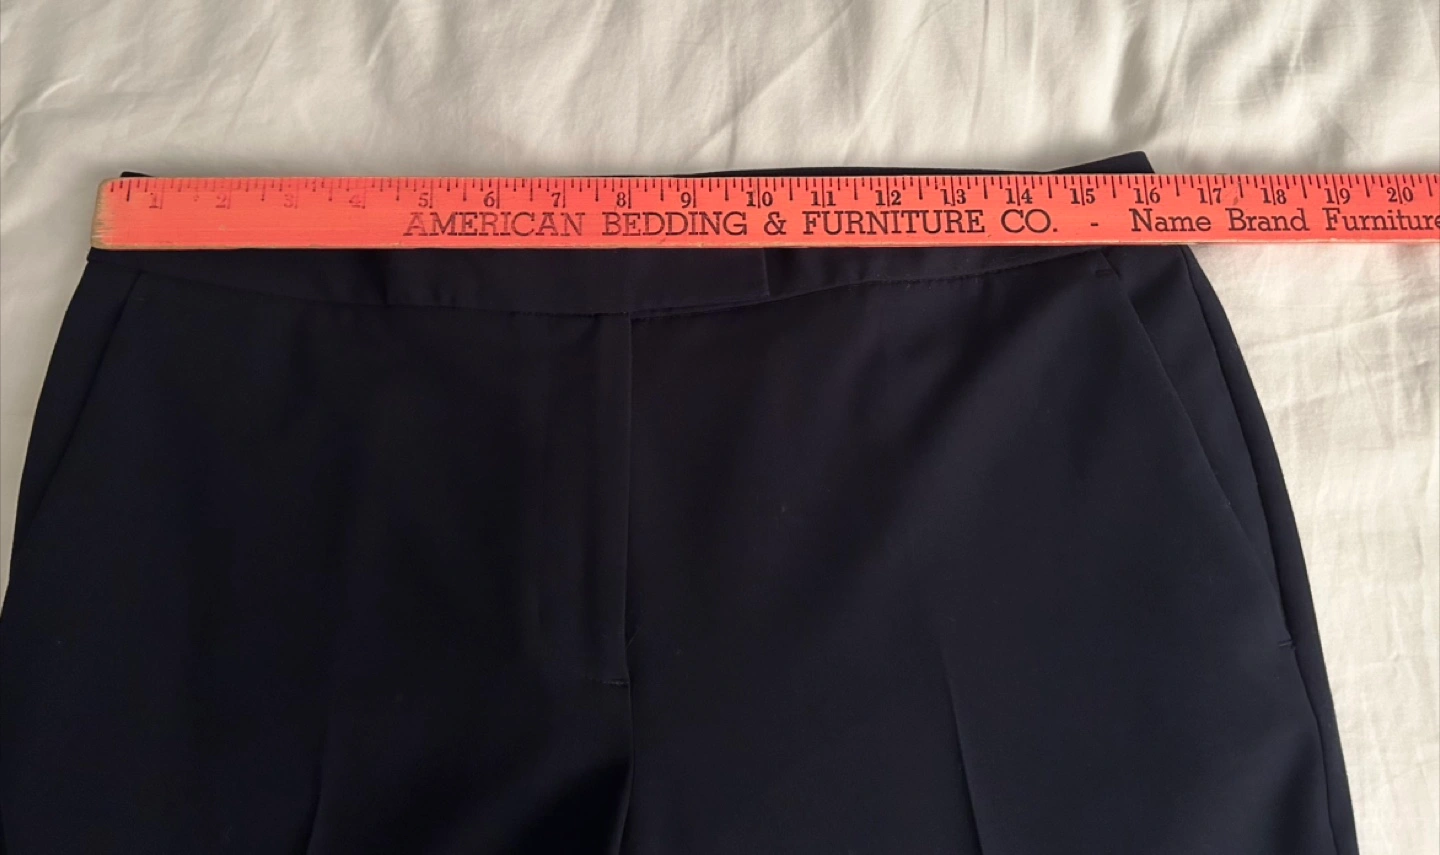 1 2 3 4 5 6 7 8 9 10 11 12 13 14 15 16 17 18 19 20
AMERICAN BEDDING & FURNITURE CO. - Name Brand Furniture